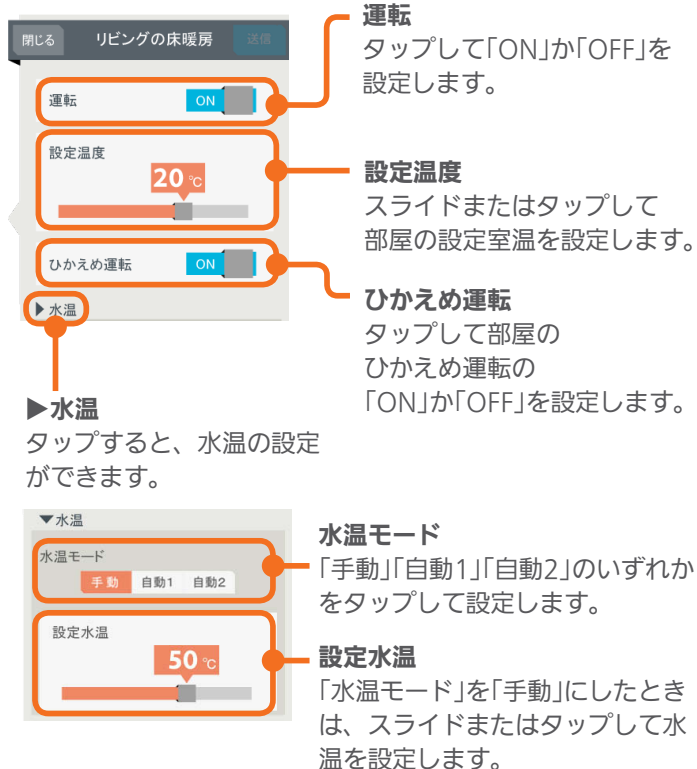 閉じる リビングの床暖房 送信
運転 ON
設定温度
20 ℃
ひかえめ運転 ON
▶水温
運転
タップして「ON」か「OFF」を
設定します。
設定温度
スライドまたはタップして
部屋の設定室温を設定します。
ひかえめ運転
タップして部屋の
ひかえめ運転の
「ON」か「OFF」を設定します。
▶水温
タップすると、水温の設定
ができます。
▼水温
水温モード
手動 自動1 自動2
設定水温
50 ℃
水温モード
「手動」「自動1」「自動2」のいずれか
をタップして設定します。
設定水温
「水温モード」を「手動」にしたとき
は、スライドまたはタップして水
温を設定します。